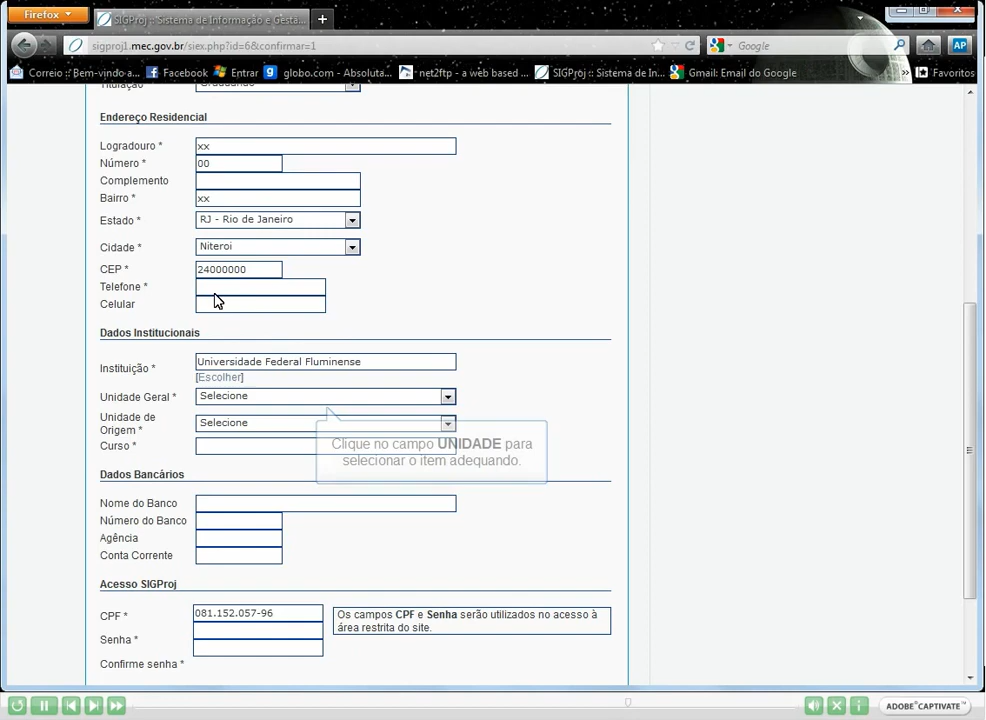 Firefox
SIGProj :: Sistema de Informação e Gestã...
sigproj1.mec.gov.br/siex.php?id=6&confirmar=1
Google
AP
Correio :: Bem-vindo a...
Facebook
Entrar
globo.com - Absoluta...
net2ftp - a web based ...
SIGProj :: Sistema de In...
Gmail: Email do Google
Favoritos
Titulação
Graduando
Endereço Residencial
Logradouro * xx
Número * 00
Complemento
Bairro * xx
Estado * RJ - Rio de Janeiro
Cidade * Niteroi
CEP * 24000000
Telefone *
Celular
Dados Institucionais
Instituição * Universidade Federal Fluminense
[Escolher]
Unidade Geral * Selecione
Unidade de
Origem * Selecione
Curso *
Clique no campo UNIDADE para
selecionar o item adequando.
Dados Bancários
Nome do Banco
Número do Banco
Agência
Conta Corrente
Acesso SIGProj
CPF * 081.152.057-96
Senha *
Confirme senha *
Os campos CPF e Senha serão utilizados no acesso à
área restrita do site.
ADOBE® CAPTIVATE™